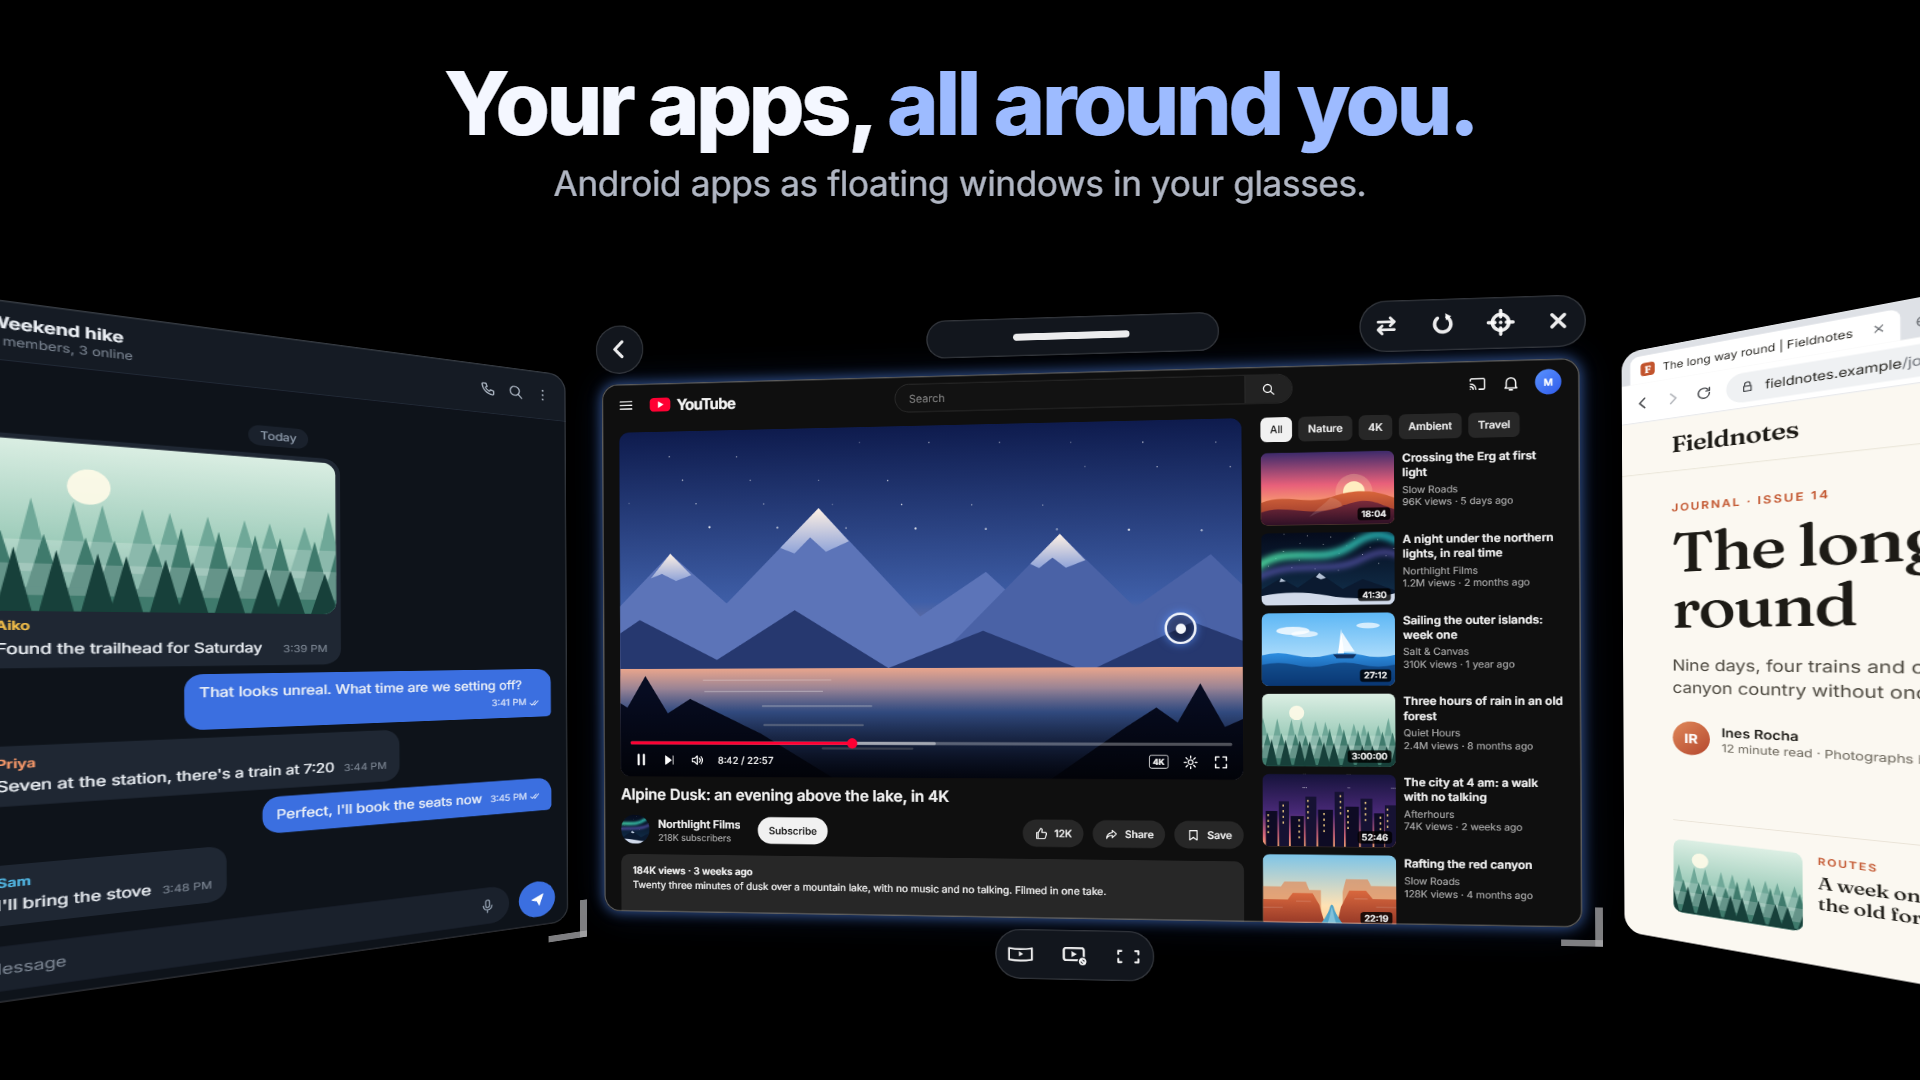 Your apps, all around you.
Android apps as floating windows in your glasses.
Weekend hike
members, 3 online
Today
Aiko
Found the trailhead for Saturday 3:39 PM
That looks unreal. What time are we setting off?
3:41 PM
Priya
Seven at the station, there's a train at 7:20 3:44 PM
Perfect, I'll book the seats now 3:45 PM
Sam
I'll bring the stove 3:48 PM
Message
YouTube
Search
M
8:42 / 22:57
4K
Alpine Dusk: an evening above the lake, in 4K
Northlight Films
218K subscribers
Subscribe
12K
Share
Save
184K views · 3 weeks ago
Twenty three minutes of dusk over a mountain lake, with no music and no talking. Filmed in one take.
All
Nature
4K
Ambient
Travel
Crossing the Erg at first
light
Slow Roads
96K views · 5 days ago
18:04
A night under the northern
lights, in real time
Northlight Films
1.2M views · 2 months ago
41:30
Sailing the outer islands:
week one
Salt & Canvas
310K views · 1 year ago
27:12
Three hours of rain in an old
forest
Quiet Hours
2.4M views · 8 months ago
3:00:00
The city at 4 am: a walk
with no talking
Afterhours
74K views · 2 weeks ago
52:46
Rafting the red canyon
Slow Roads
128K views · 4 months ago
22:19
F The long way round | Fieldnotes
fieldnotes.example/jo
Fieldnotes
JOURNAL · ISSUE 14
The long
round
Nine days, four trains and
canyon country without
IR
Ines Rocha
12 minute read · Photographs
ROUTES
A week on
the old for